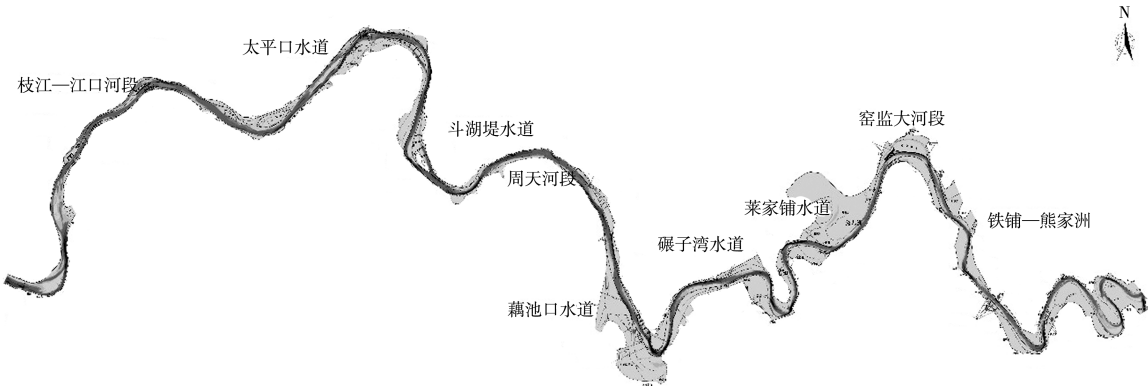 N
太平口水道
枝江—江口河段
斗湖堤水道
窑监大河段
周天河段
莱家铺水道
铁铺—熊家洲
碾子湾水道
藕池口水道